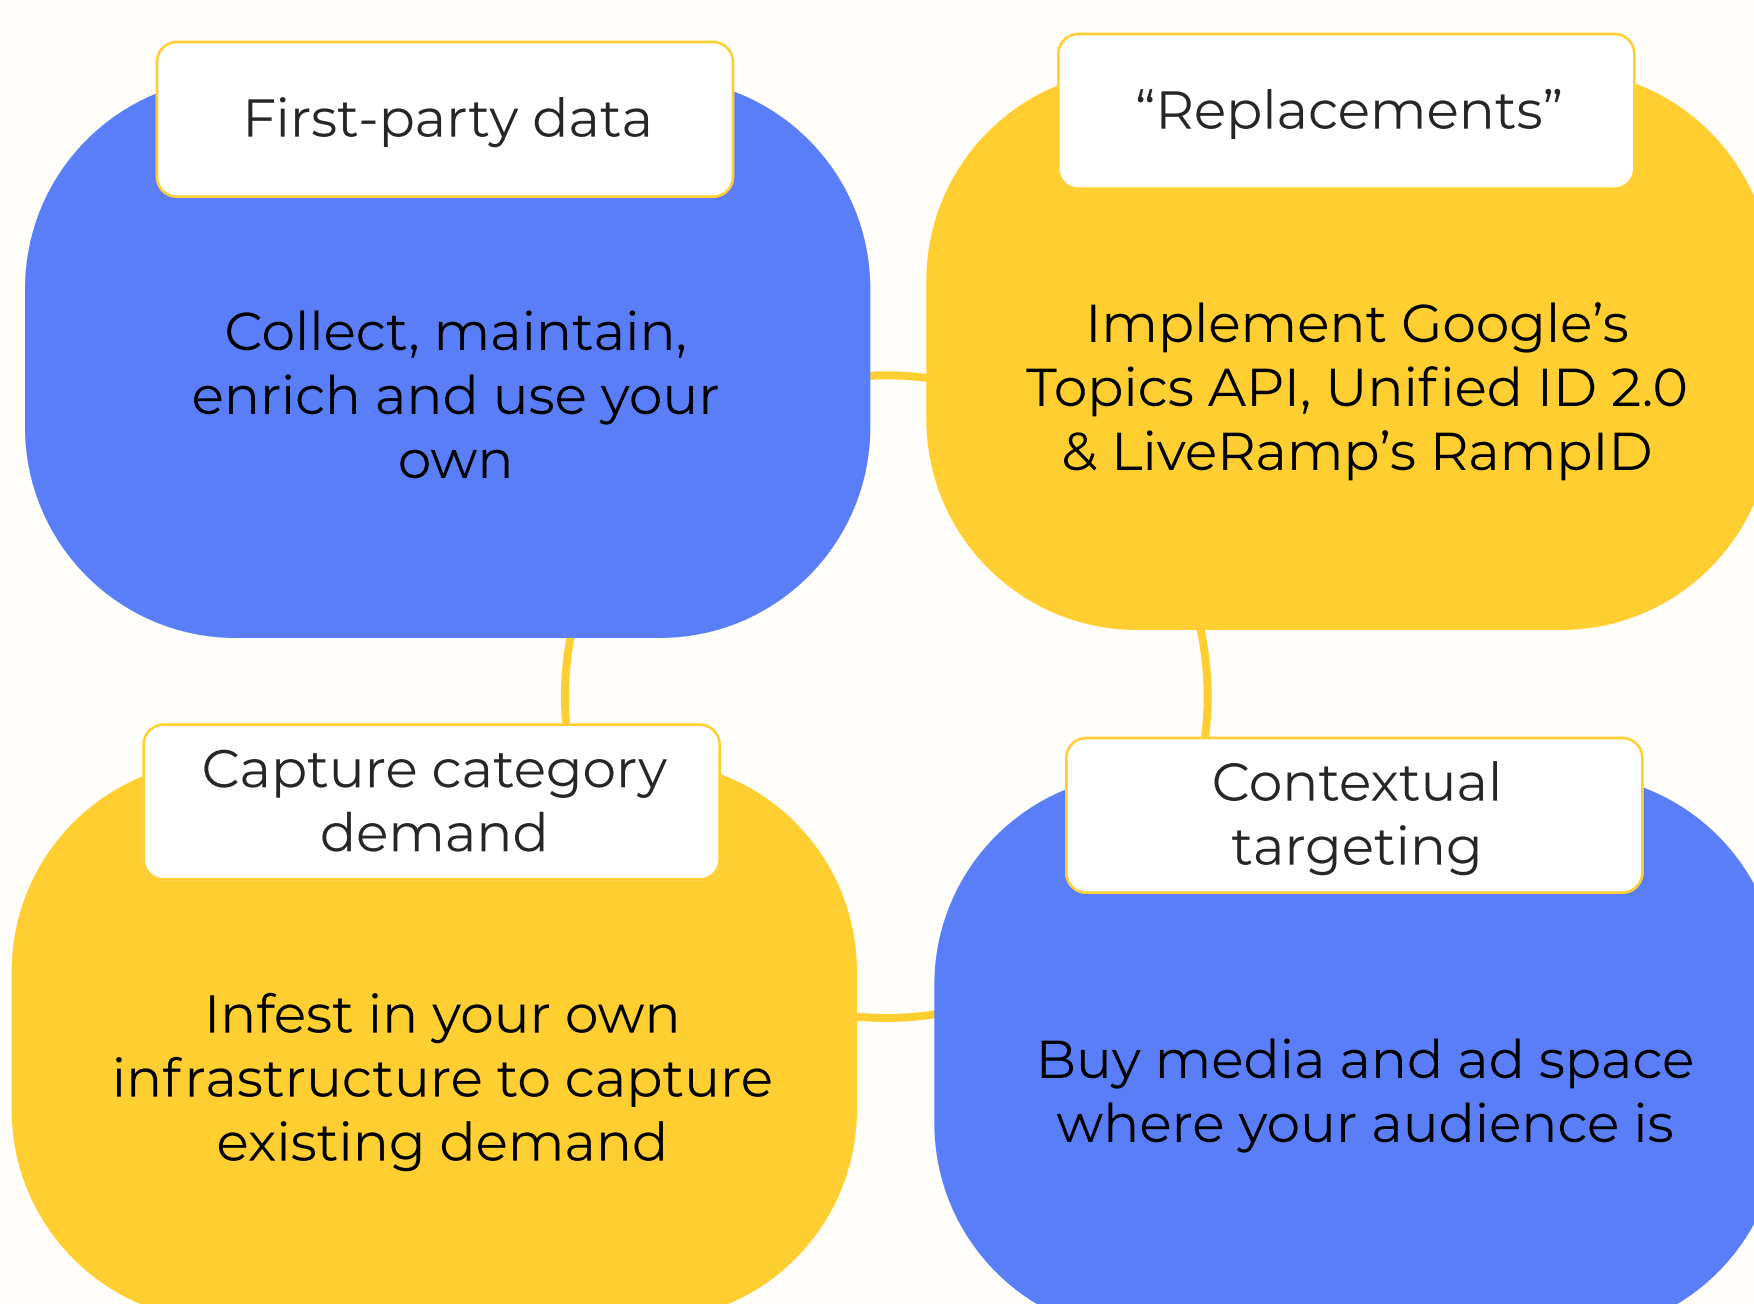 First-party data
Collect, maintain,
enrich and use your
own
“Replacements”
Implement Google’s
Topics API, Unified ID 2.0
& LiveRamp’s RampID
Capture category
demand
Infest in your own
infrastructure to capture
existing demand
Contextual
targeting
Buy media and ad space
where your audience is